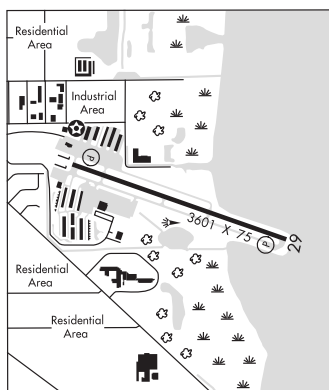 Residential
Area
Industrial
Area
P
3601 X 75
P
29
Residential
Area
Residential
Area